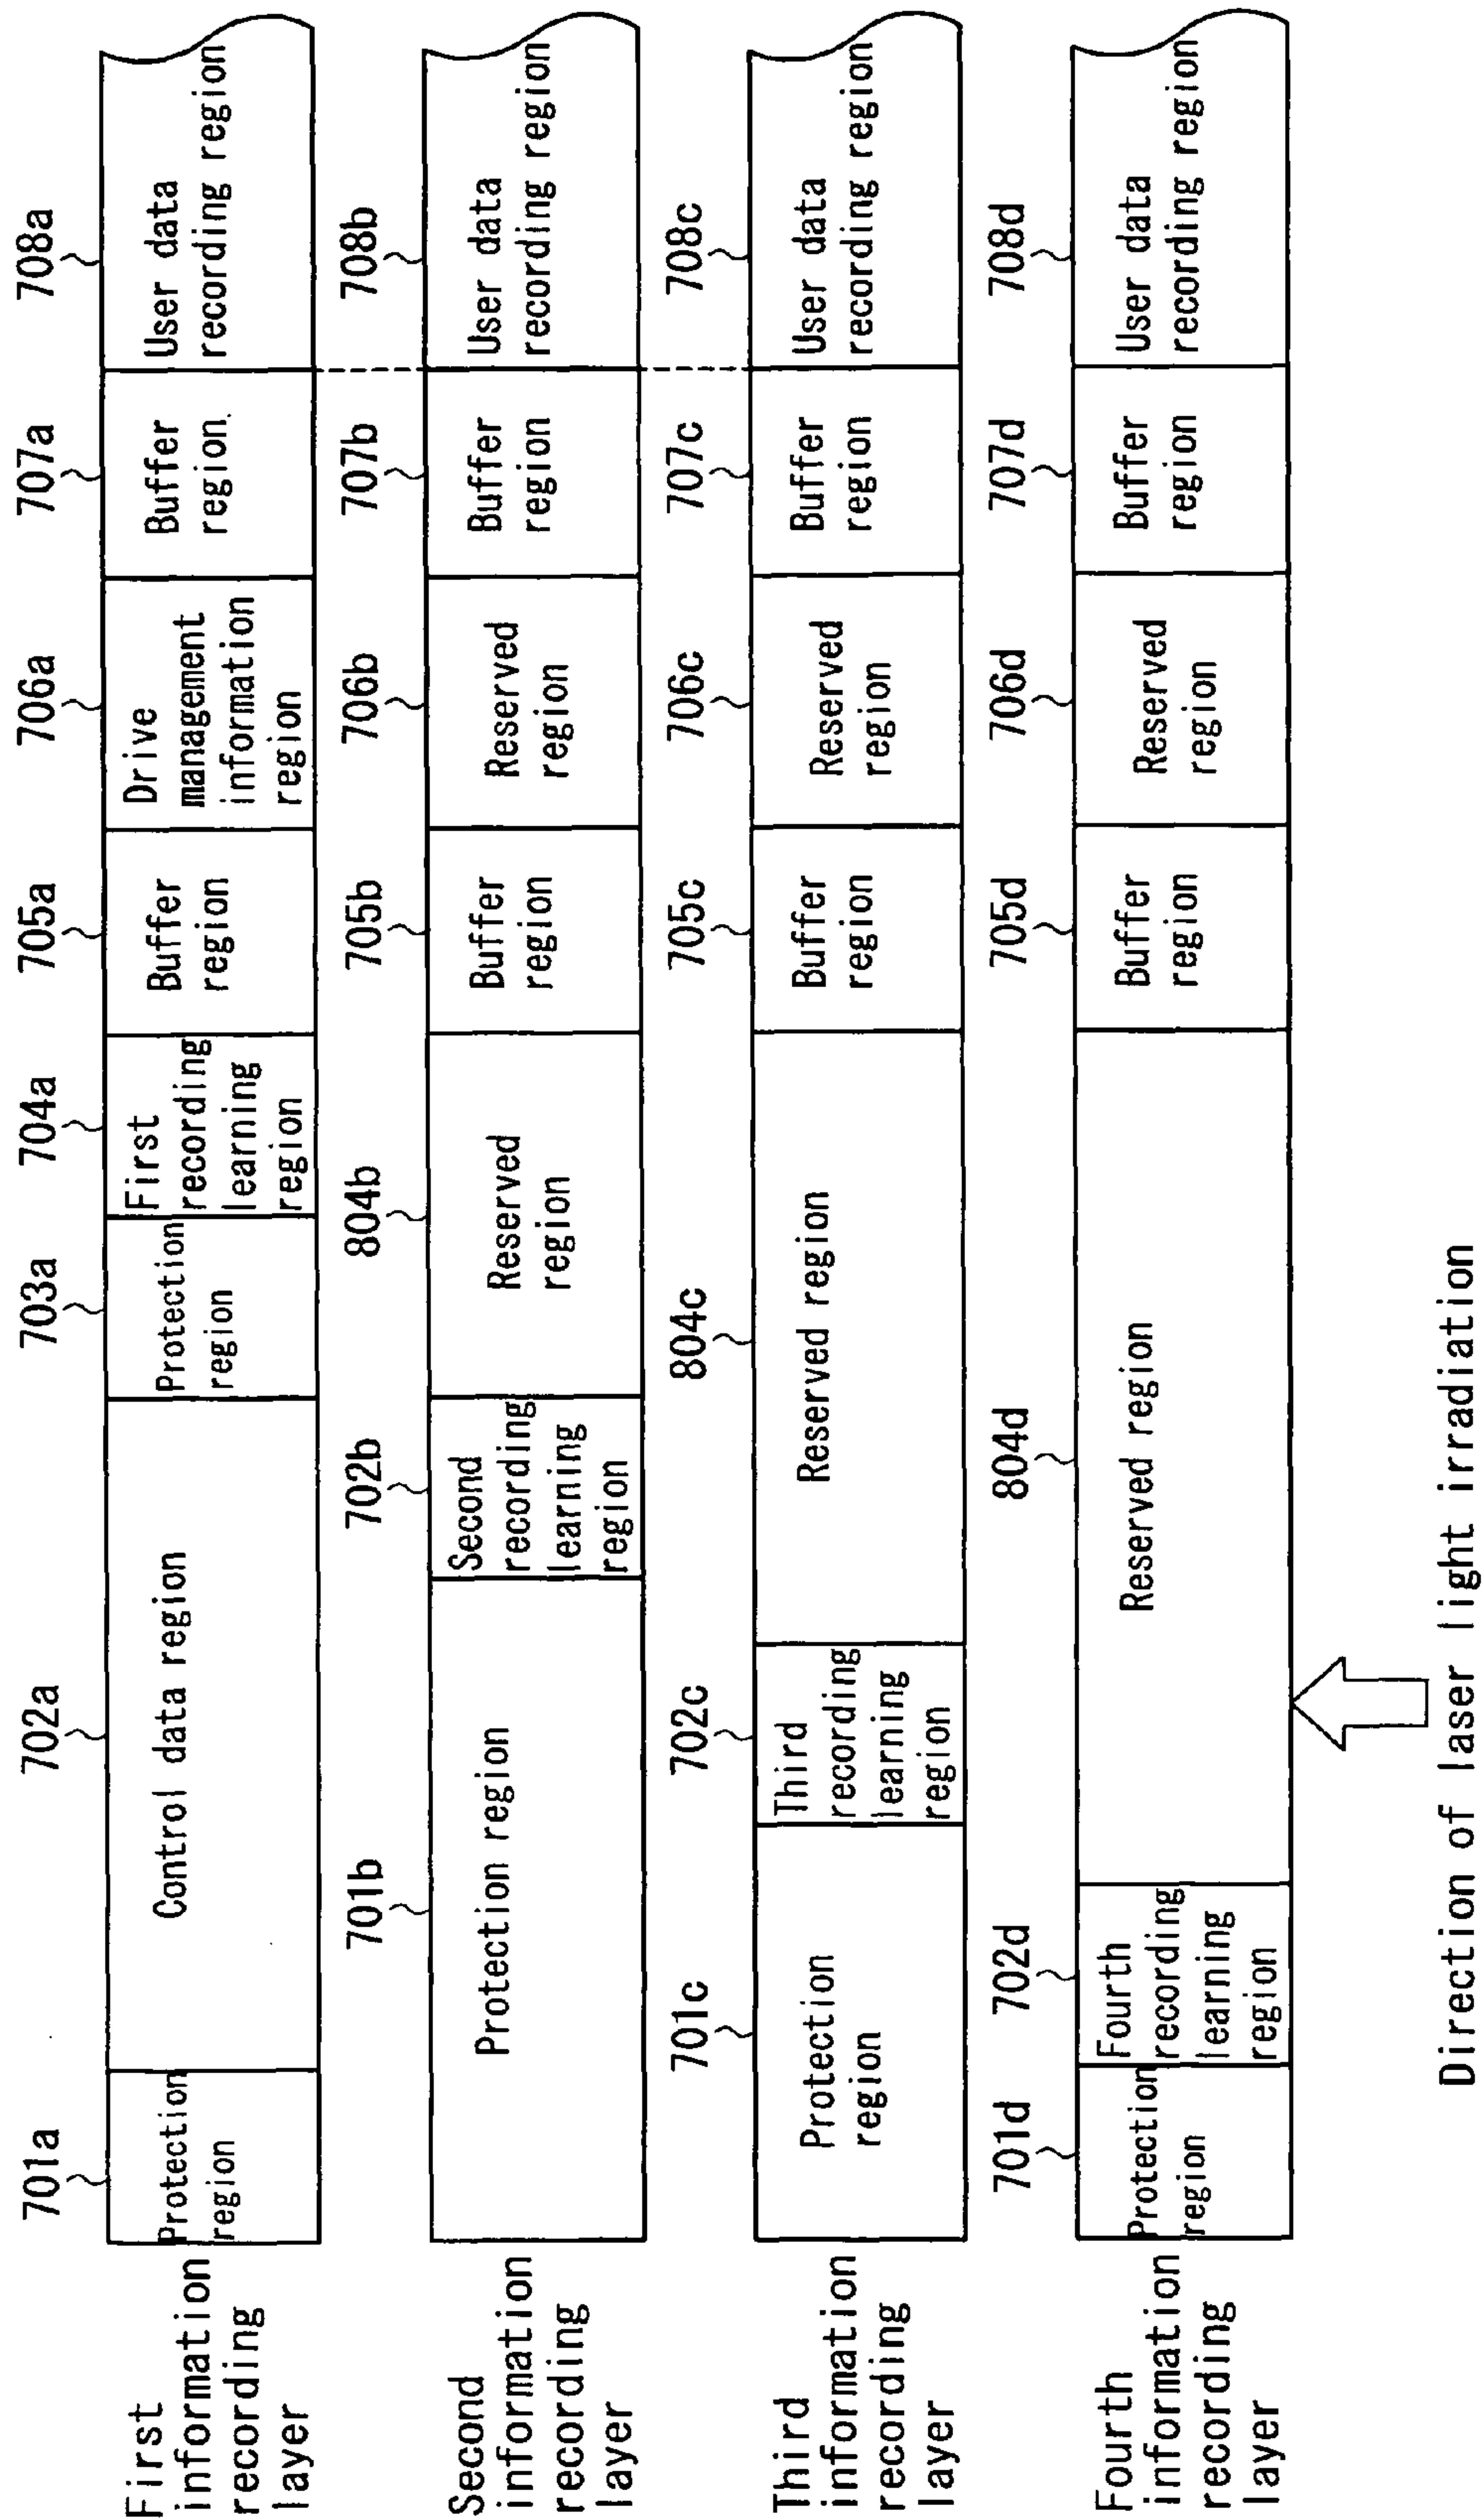 First
information
recording
layer
701a
Protection
region
702a
Control data region
703a
Protection
region
704a
First
recording
learning
region
705a
Buffer
region
706a
Drive
management
information
region
707a
Buffer
region
708a
User data
recording region
Second
information
recording
layer
701b
Protection region
702b
Second
recording
learning
region
804b
Reserved
region
705b
Buffer
region
706b
Reserved
region
707b
Buffer
region
708b
User data
recording region
Third
information
recording
layer
701c
Protection
region
702c
Third
recording
learning
region
804c
Reserved region
705c
Buffer
region
706c
Reserved
region
707c
Buffer
region
708c
User data
recording region
Fourth
information
recording
layer
701d
Protection
region
702d
Fourth
recording
learning
region
804d
Reserved region
705d
Buffer
region
706d
Reserved
region
707d
Buffer
region
708d
User data
recording region
Direction of laser light irradiation